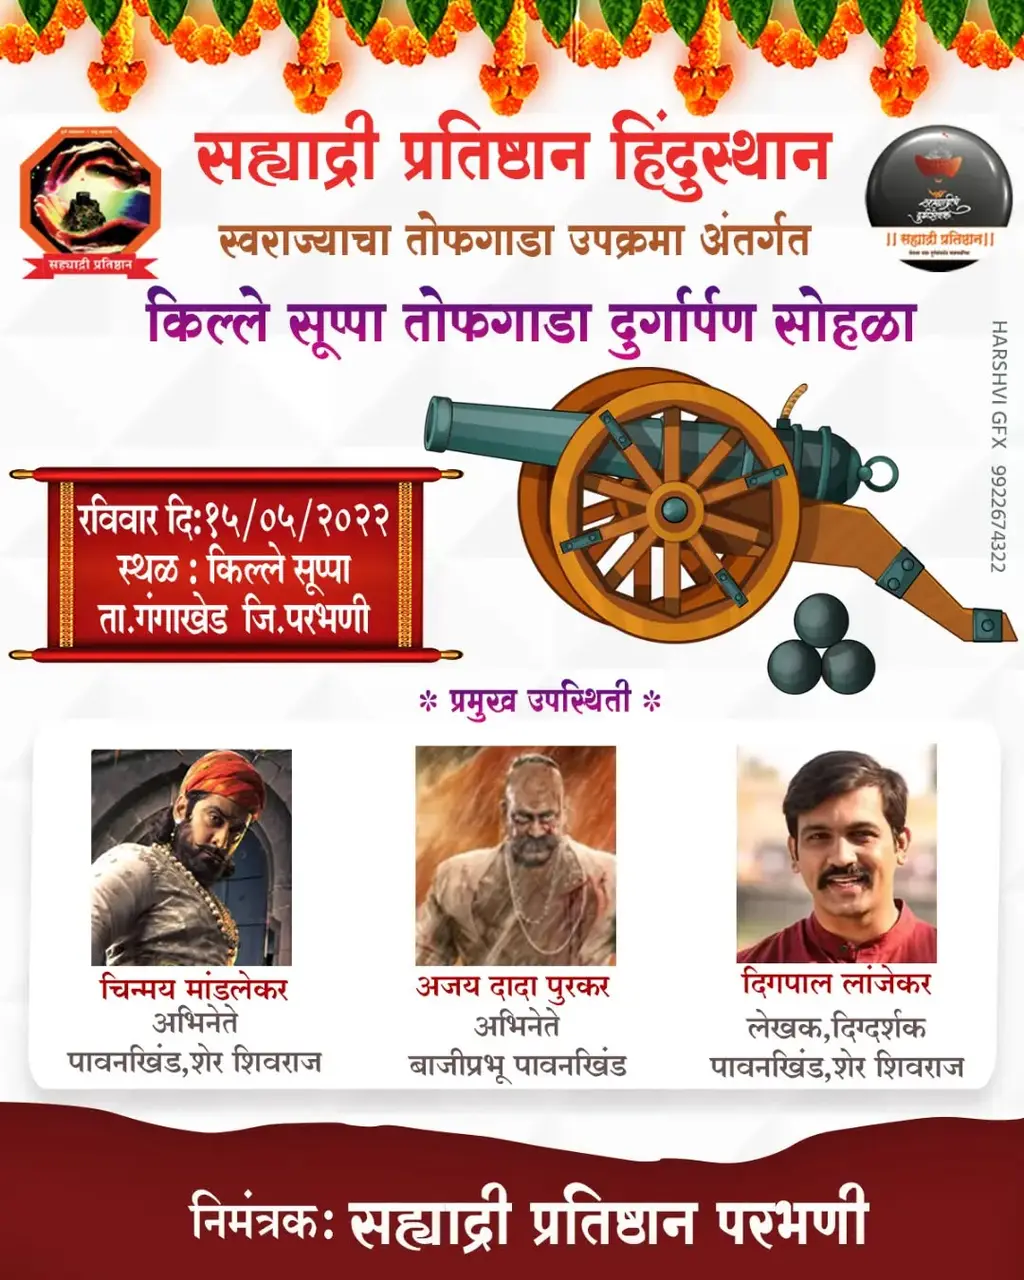 सह्याद्री प्रतिष्ठान हिंदुस्थान
स्वराज्याचा तोफगाडा उपक्रमा अंतर्गत
किल्ले सूप्पा तोफगाडा दुर्गार्पण सोहळा
सह्याद्री प्रतिष्ठान
|| सह्याद्री प्रतिष्ठान||
HARSHVI GFX 9922674322
रविवार दि:१५/०५/२०२२
स्थळ : किल्ले सूप्पा
ता.गंगाखेड जि.परभणी
* प्रमुख उपस्थिती *
चिन्मय मांडलेकर
अभिनेते
पावनखिंड,शेर शिवराज
अजय दादा पुरकर
अभिनेते
बाजीप्रभू पावनखिंड
दिगपाल लांजेकर
लेखक,दिग्दर्शक
पावनखिंड,शेर शिवराज
निमंत्रक: सह्याद्री प्रतिष्ठान परभणी